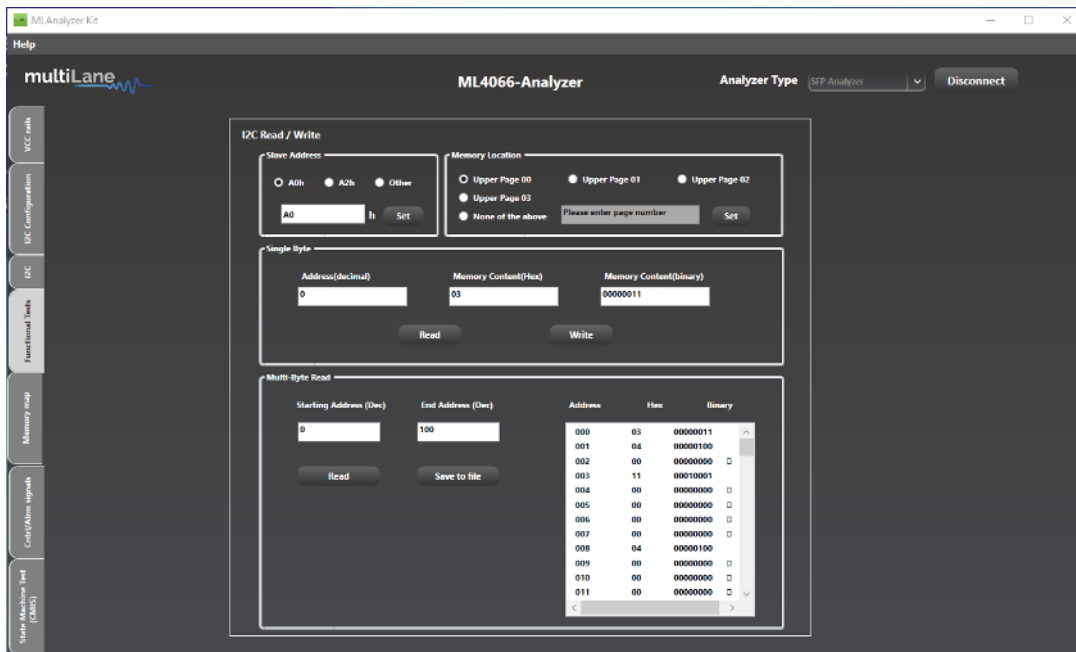 MLAnalyzer Kit
Help
multiLane
ML4066-Analyzer
Analyzer Type
SFP Analyzer
Disconnect
VCC rails
I2C Configuration
I2C
Functional Tests
Memory map
Cntrl/Alrm signals
State Machine Test
(CMIS)
I2C Read / Write
Slave Address
A0h A2h Other
A0 h Set
Memory Location
Upper Page 00 Upper Page 01 Upper Page 02
Upper Page 03
None of the above Please enter page number Set
Single Byte
Address(decimal) Memory Content(Hex) Memory Content(binary)
0 03 00000011
Read Write
Multi-Byte Read
Starting Address (Dec) End Address (Dec)
0 100
Read Save to file
Address Hex Binary
000 03 00000011
001 04 00000100
002 00 00000000
003 11 00010001
004 00 00000000
005 00 00000000
006 00 00000000
007 00 00000000
008 04 00000100
009 00 00000000
010 00 00000000
011 00 00000000